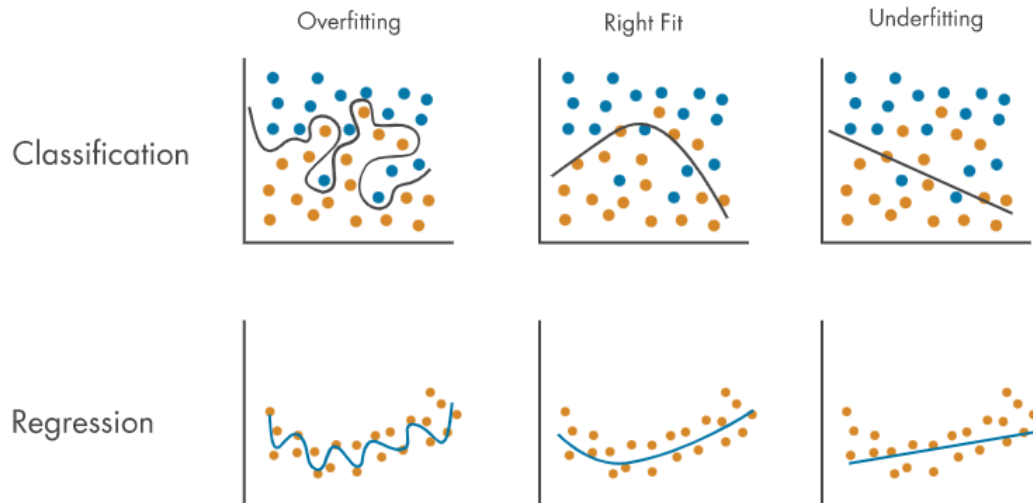 Overfitting
Right Fit
Underfitting
Classification
Regression